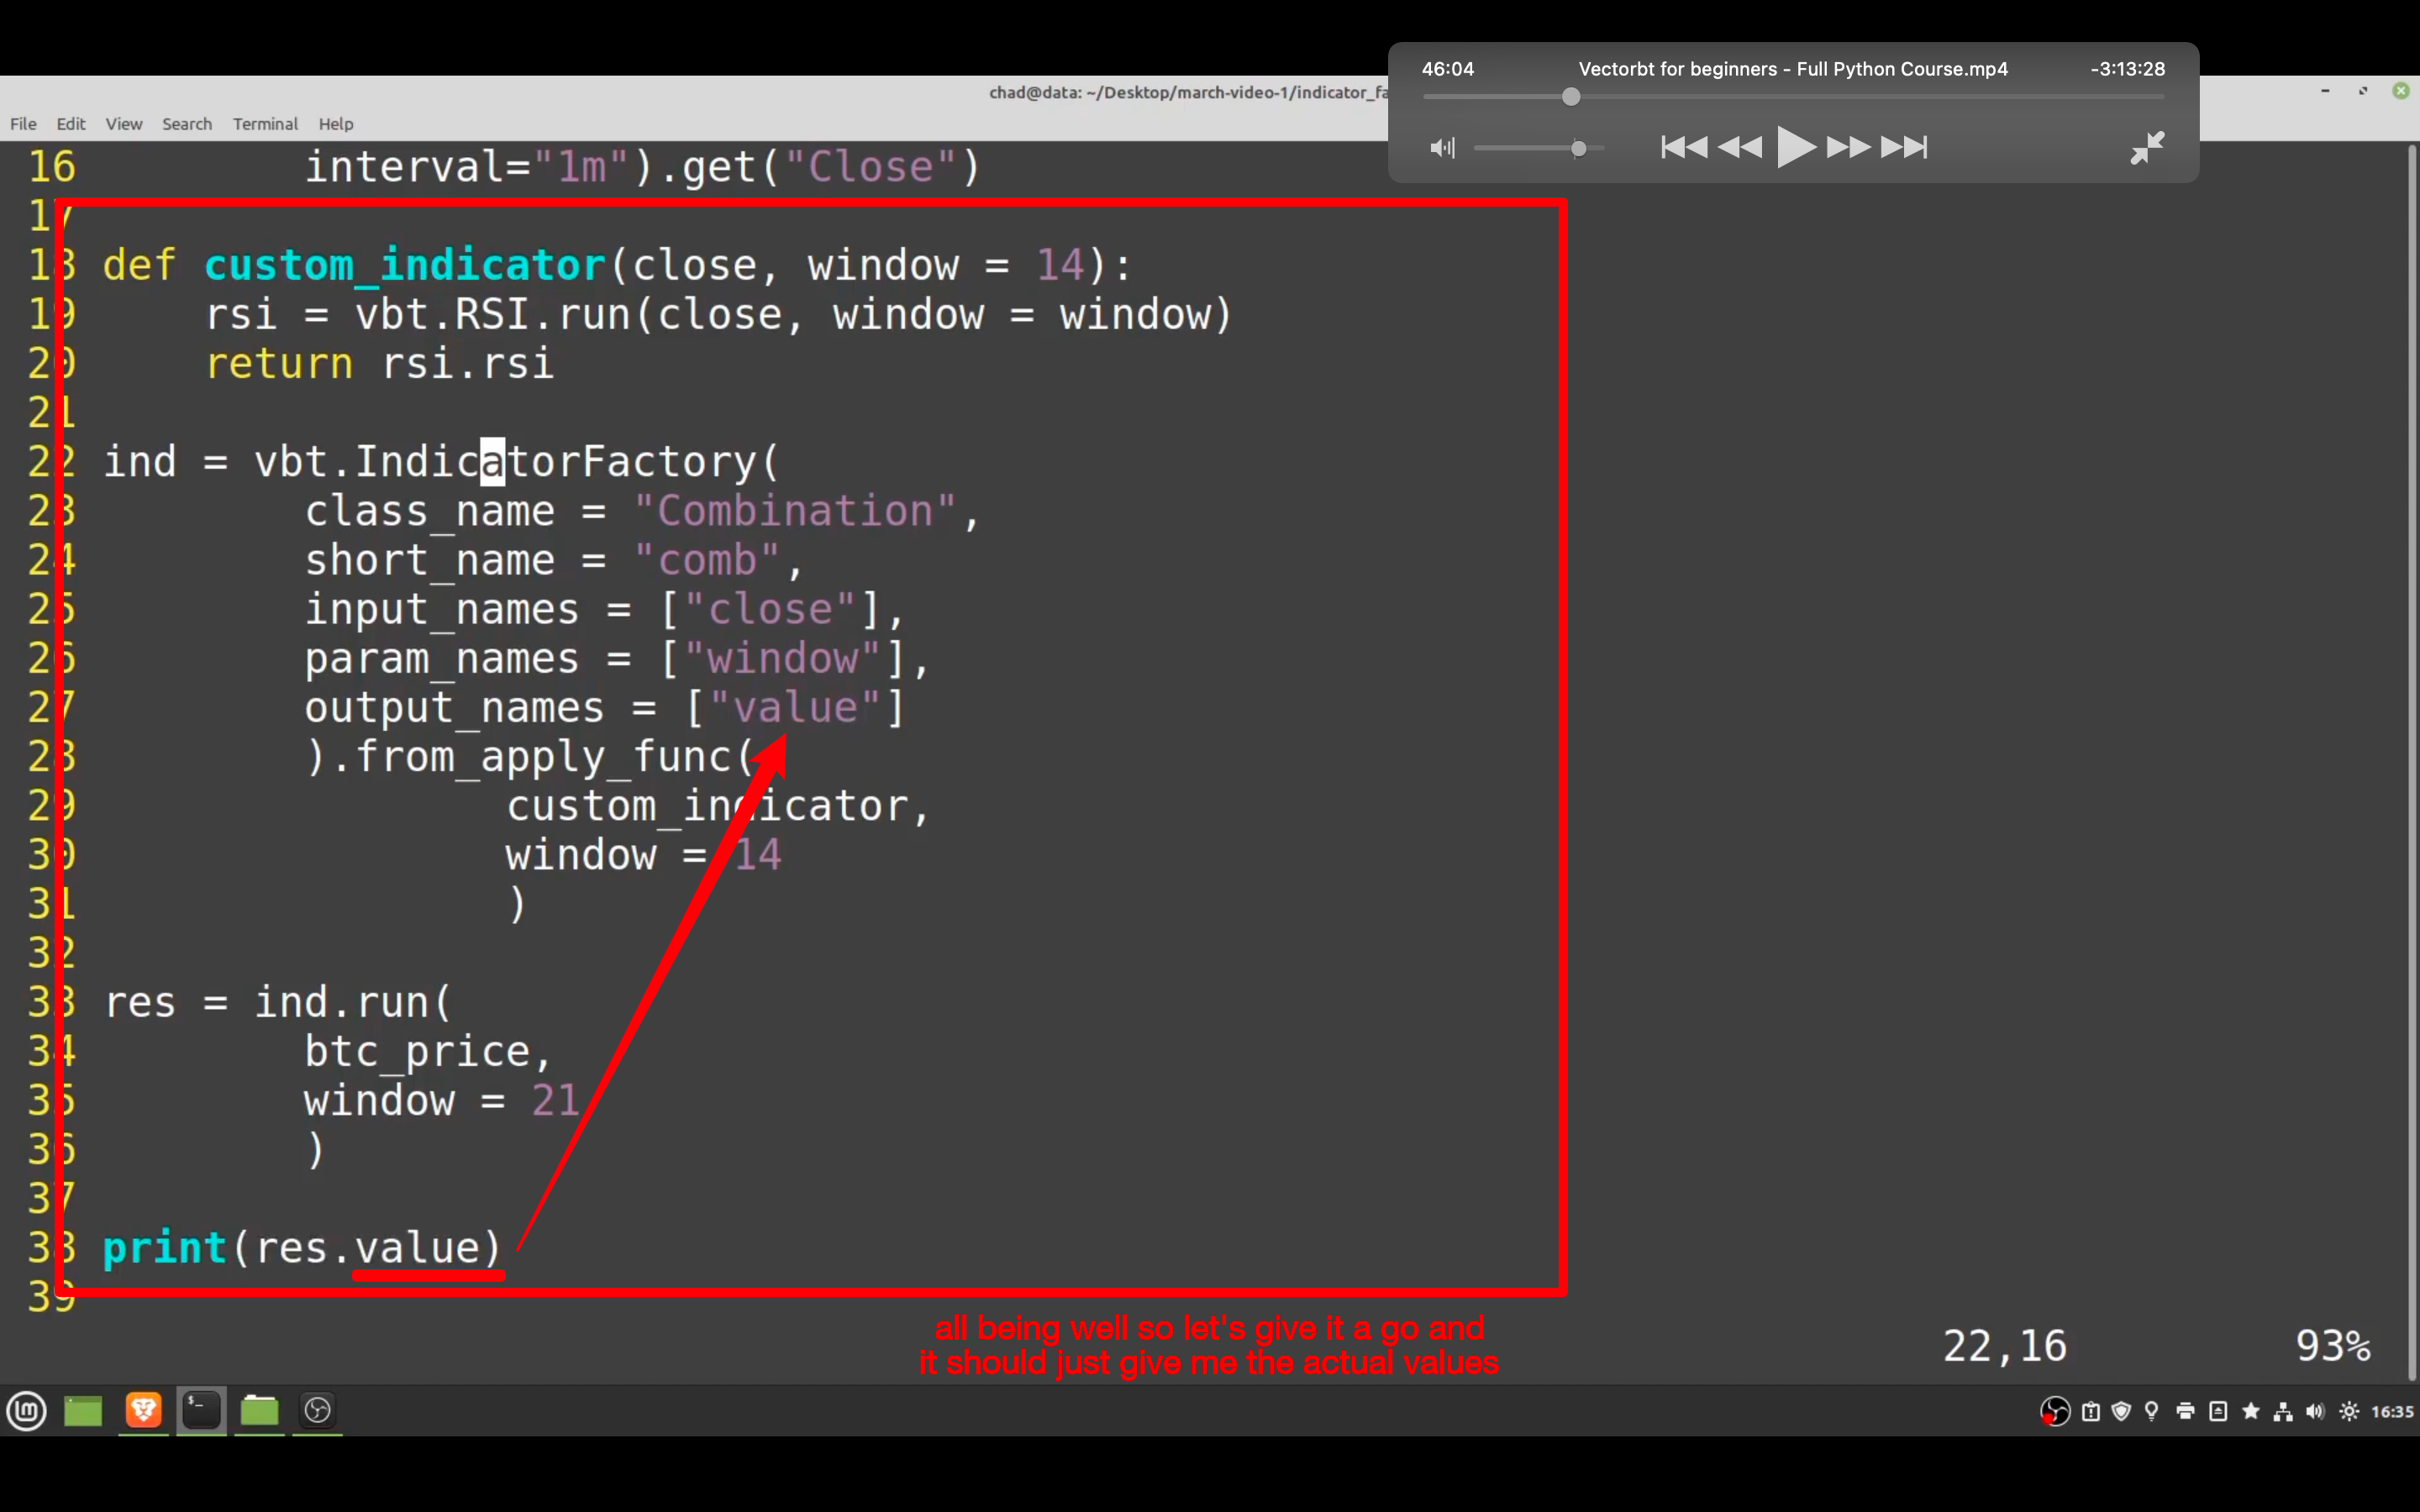 46:04 Vectorbt for beginners - Full Python Course.mp4 -3:13:28
chad@data: ~/Desktop/march-video-1/indicator_fa
File Edit View Search Terminal Help
16 interval="1m").get("Close")
17
18 def custom_indicator(close, window = 14):
19 rsi = vbt.RSI.run(close, window = window)
20 return rsi.rsi
21
22 ind = vbt.IndicatorFactory(
23 class_name = "Combination",
24 short_name = "comb",
25 input_names = ["close"],
26 param_names = ["window"],
27 output_names = ["value"]
28 ).from_apply_func(
29 custom_indicator,
30 window = 14
31 )
32
33 res = ind.run(
34 btc_price,
35 window = 21
36 )
37
38 print(res.value)
39
all being well so let's give it a go and
it should just give me the actual values
22,16 93%
16:35